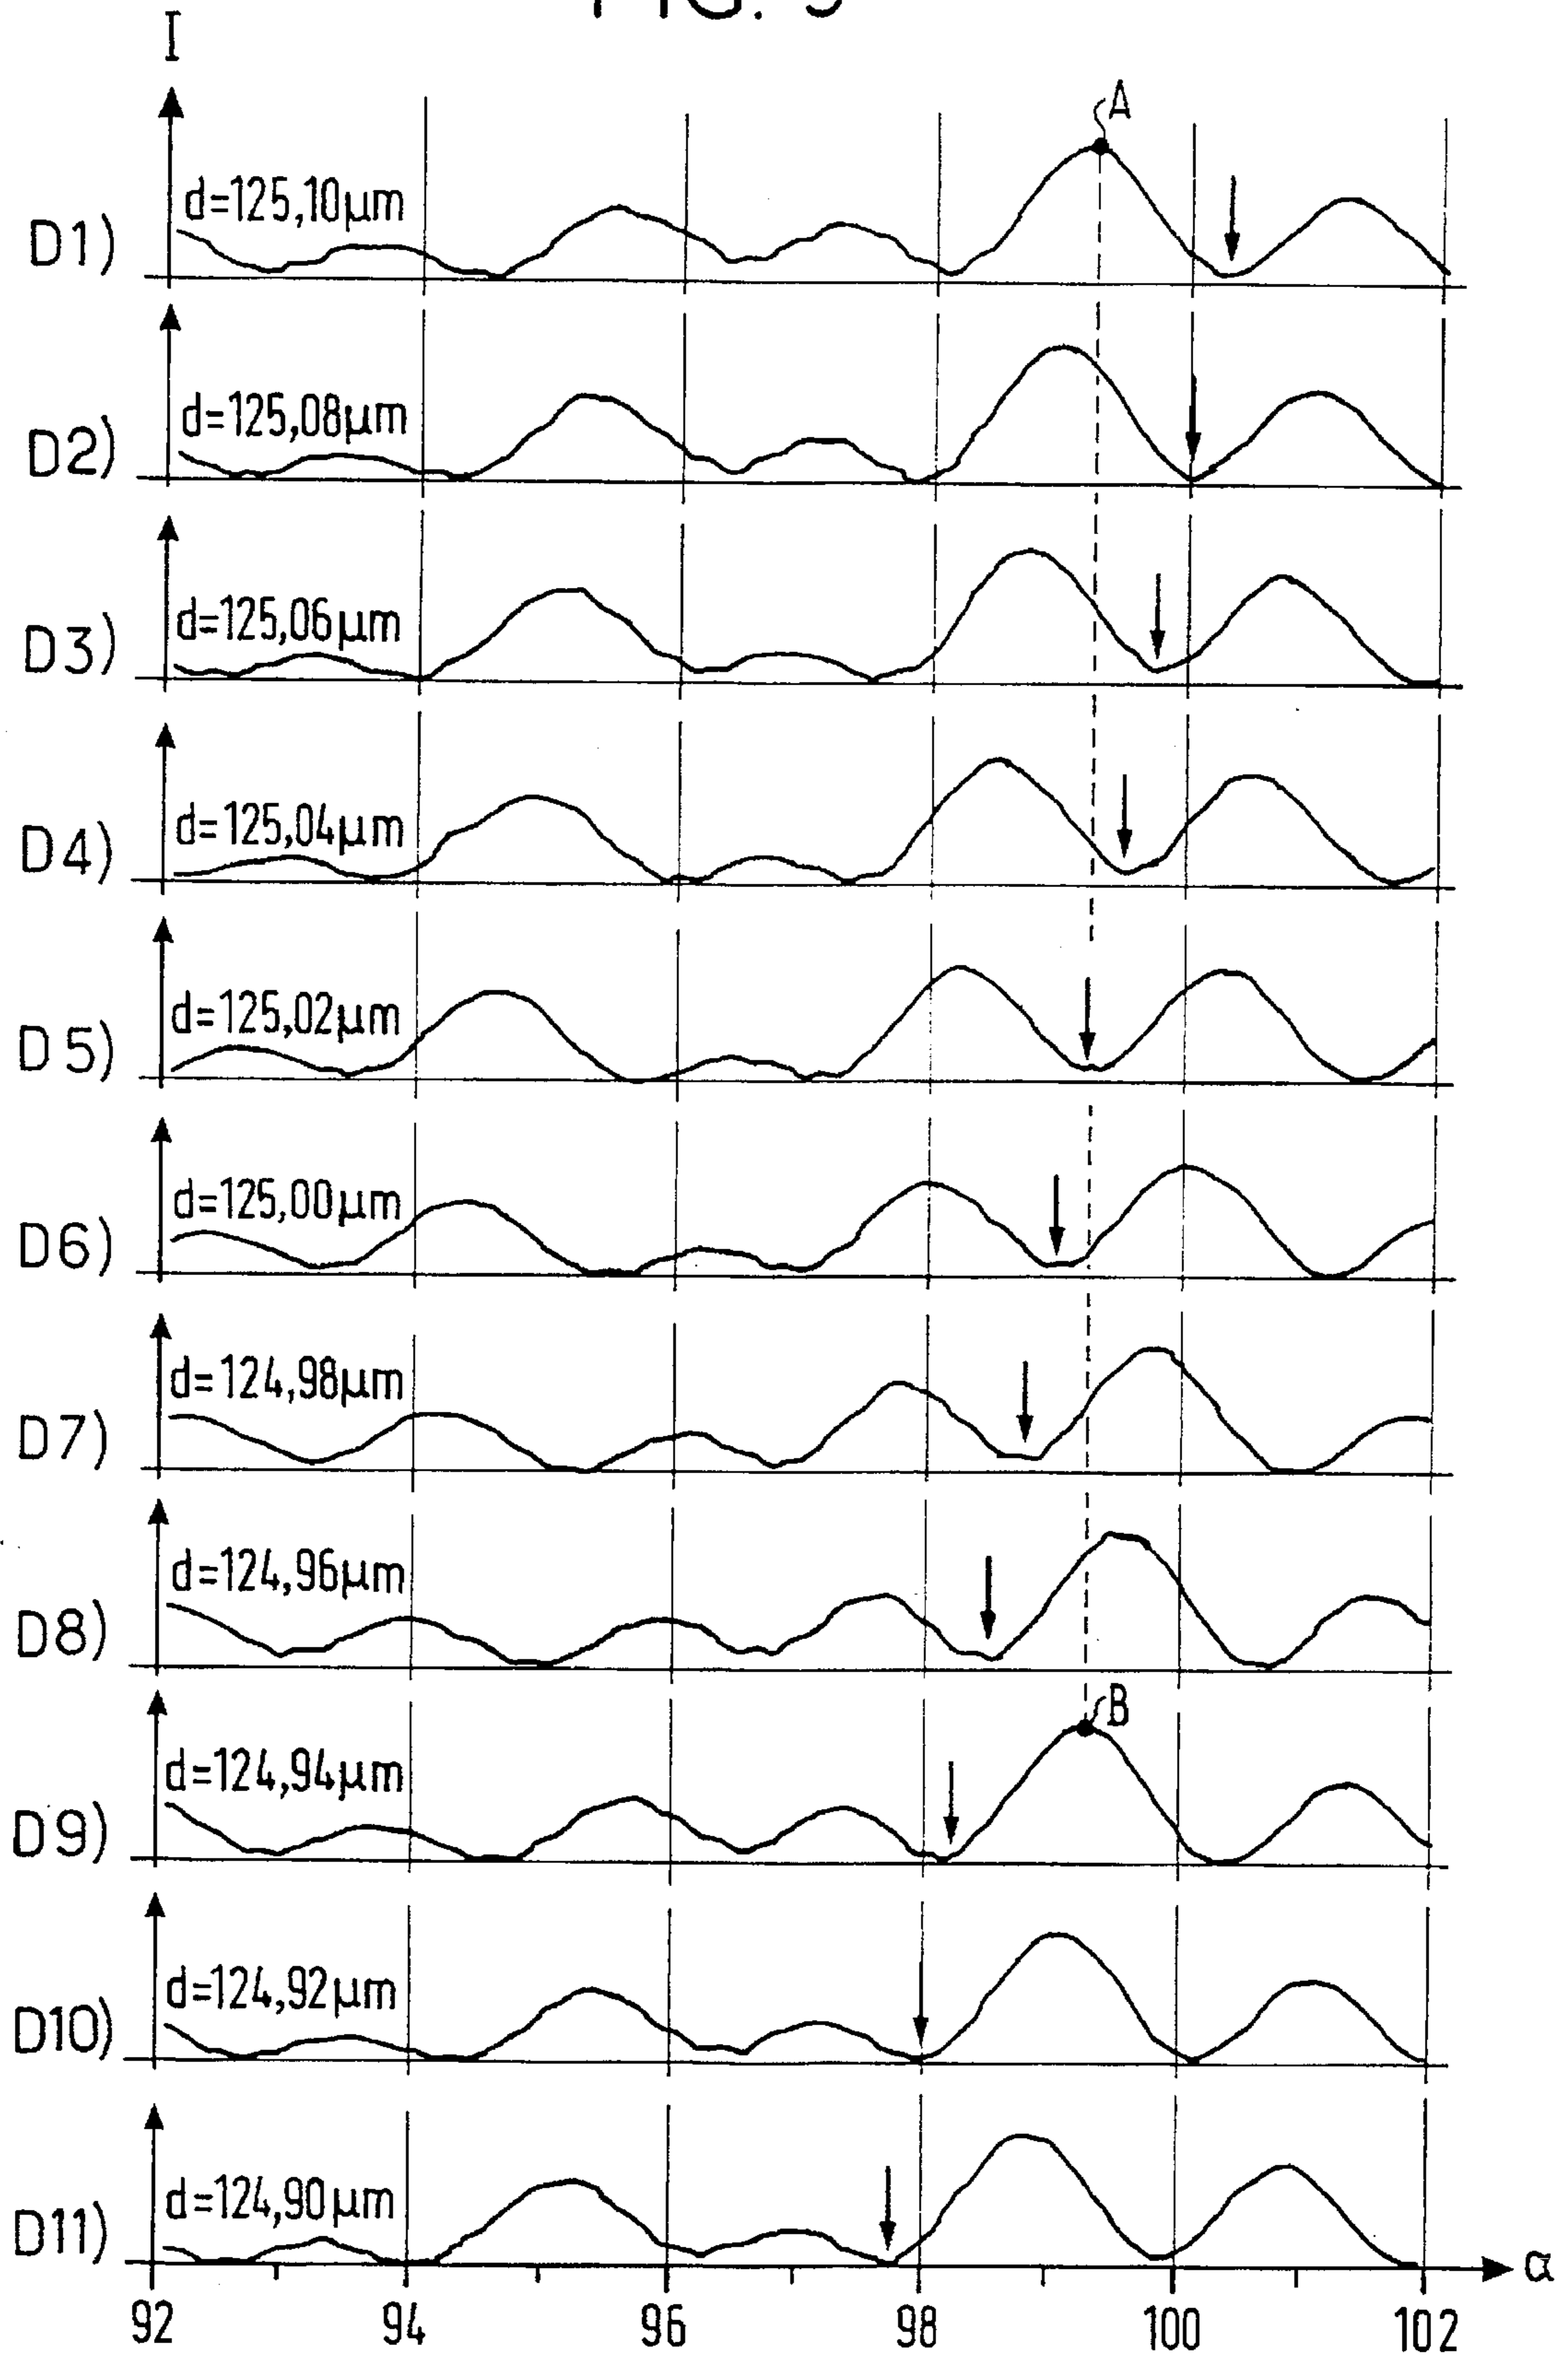 FIG. 9
I
A
D1) d=125,10µm
D2) d=125,08µm
D3) d=125,06µm
D4) d=125,04µm
D5) d=125,02µm
D6) d=125,00µm
D7) d=124,98µm
D8) d=124,96µm
B
D9) d=124,94µm
D10) d=124,92µm
D11) d=124,90µm
α
92 94 96 98 100 102